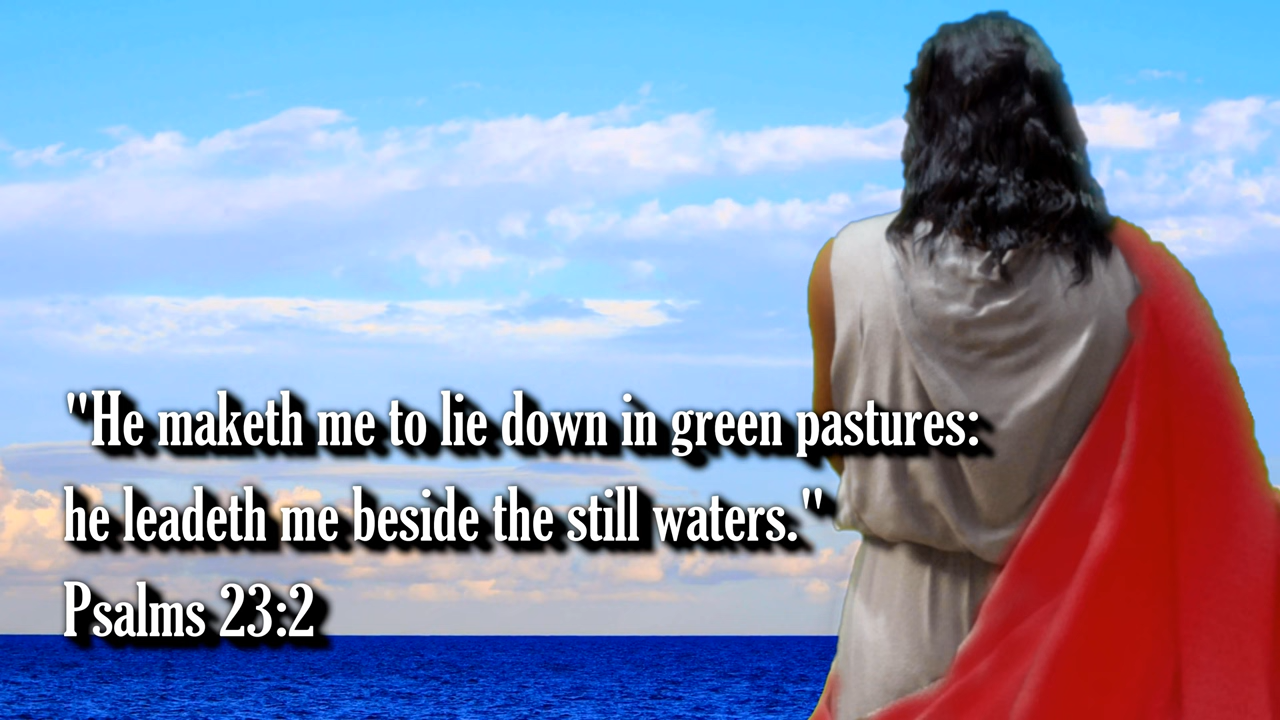 "He maketh me to lie down in green pastures:
he leadeth me beside the still waters."
Psalms 23:2